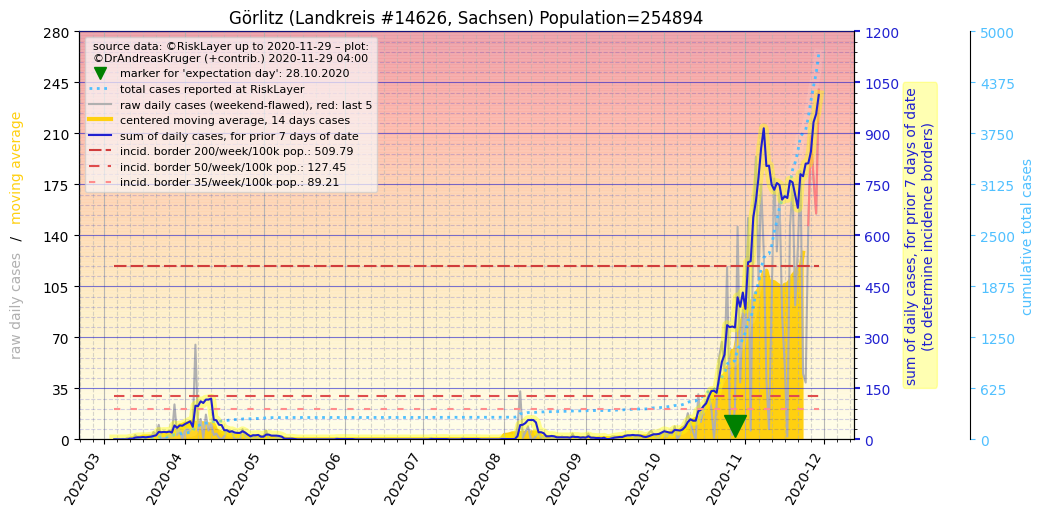 Görlitz (Landkreis #14626, Sachsen) Population=254894
source data: ©RiskLayer up to 2020-11-29 – plot:
©DrAndreasKruger (+contrib.) 2020-11-29 04:00
marker for 'expectation day': 28.10.2020
total cases reported at RiskLayer
raw daily cases (weekend-flawed), red: last 5
centered moving average, 14 days cases
sum of daily cases, for prior 7 days of date
incid. border 200/week/100k pop.: 509.79
incid. border 50/week/100k pop.: 127.45
incid. border 35/week/100k pop.: 89.21
raw daily cases / moving average
280
245
210
175
140
105
70
35
0
2020-03
2020-04
2020-05
2020-06
2020-07
2020-08
2020-09
2020-10
2020-11
2020-12
1200
1050
900
750
600
450
300
150
0
sum of daily cases, for prior 7 days of date
(to determine incidence borders)
5000
4375
3750
3125
2500
1875
1250
625
0
cumulative total cases